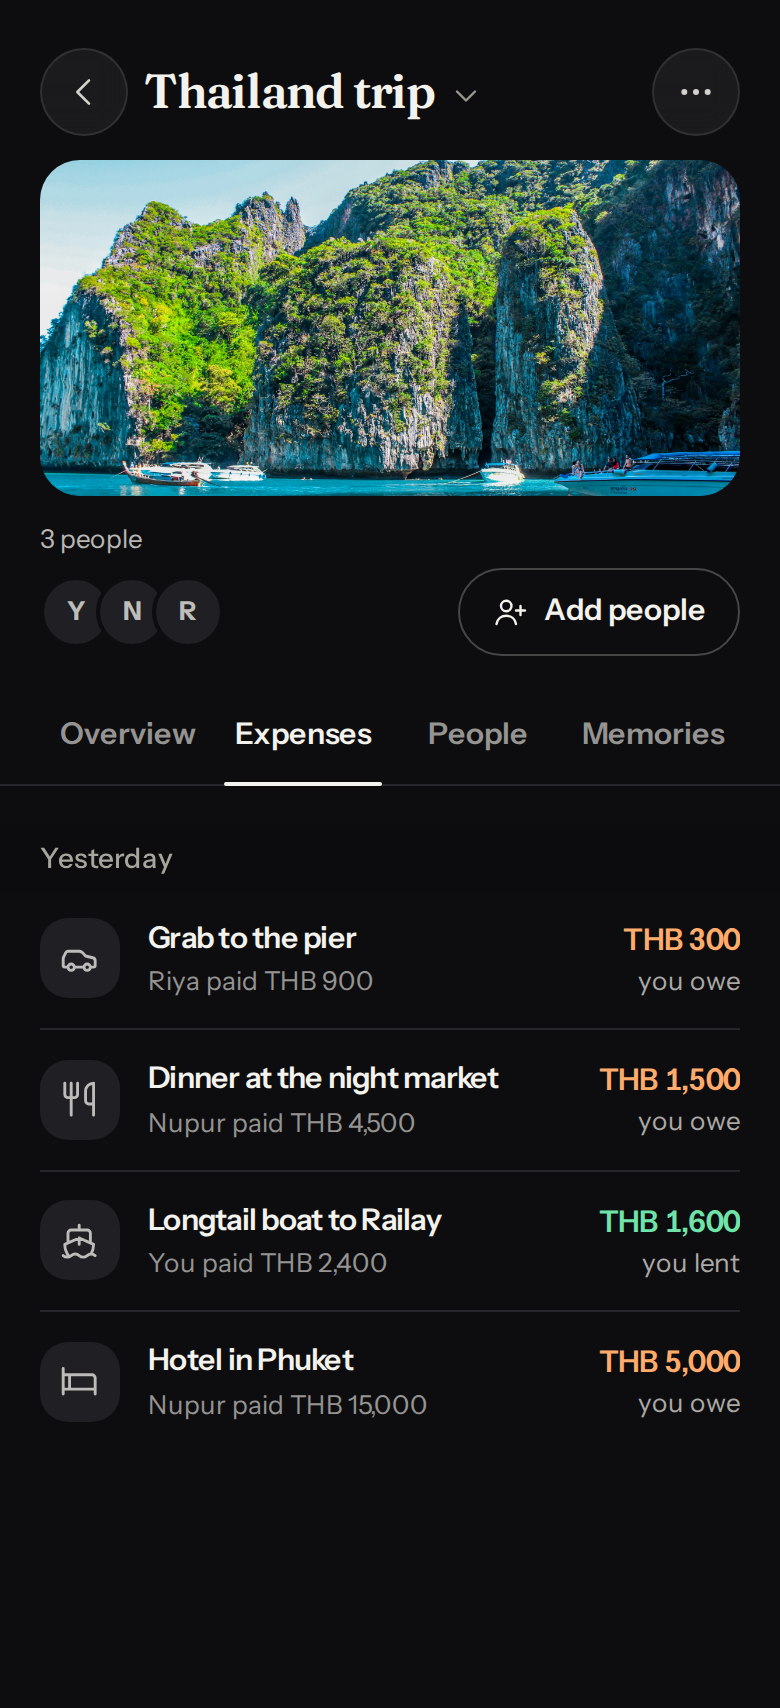 Thailand trip
3 people
Y N R
Add people
Overview Expenses People Memories
Yesterday
Grab to the pier THB 300
Riya paid THB 900 you owe
Dinner at the night market THB 1,500
Nupur paid THB 4,500 you owe
Longtail boat to Railay THB 1,600
You paid THB 2,400 you lent
Hotel in Phuket THB 5,000
Nupur paid THB 15,000 you owe